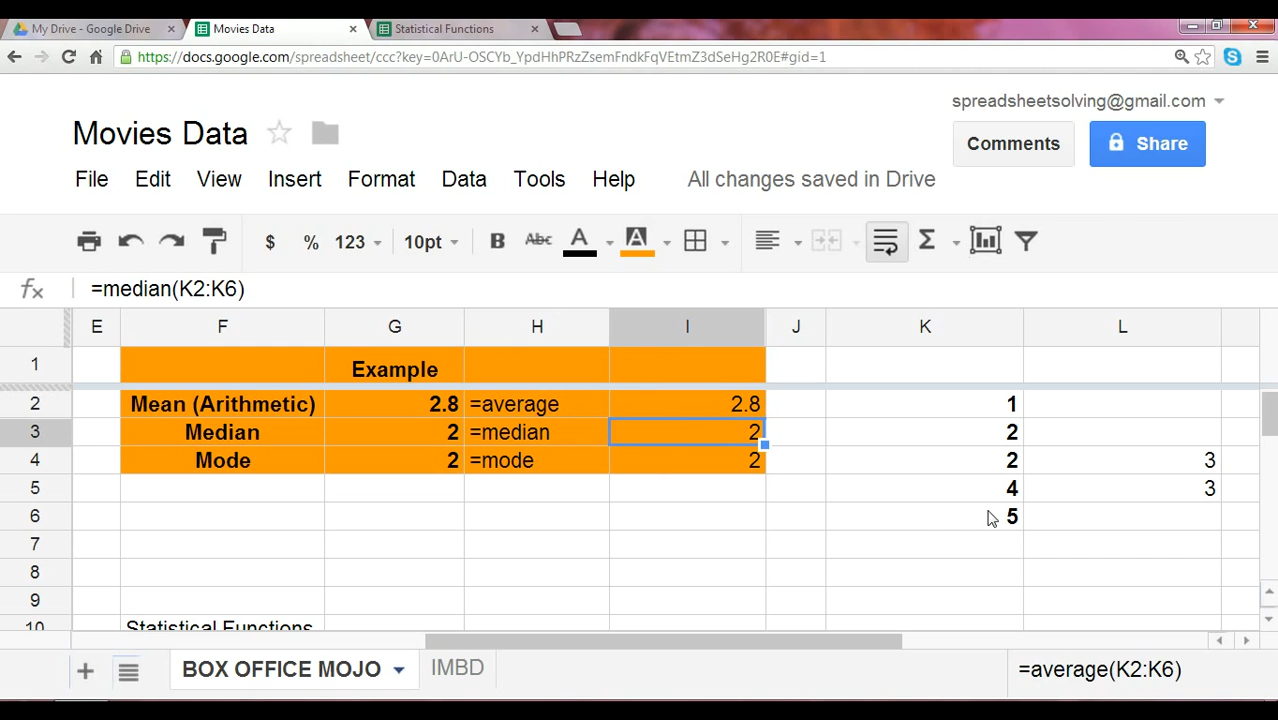 My Drive - Google Drive
Movies Data
Statistical Functions
https://docs.google.com/spreadsheet/ccc?key=0ArU-OSCYb_YpdHhPRzZsemFndkFqVEtmZ3dSeHg2R0E#gid=1
spreadsheetsolving@gmail.com
Movies Data
Comments
Share
File Edit View Insert Format Data Tools Help All changes saved in Drive
$ % 123 10pt B Abc A A Σ
fx =median(K2:K6)
E F G H I J K L
1 Example
2 Mean (Arithmetic) 2.8 =average 2.8 1
3 Median 2 =median 2 2
4 Mode 2 =mode 2 2 3
5 4 3
6 5
7
8
9
10 Statistical Functions
BOX OFFICE MOJO IMBD =average(K2:K6)